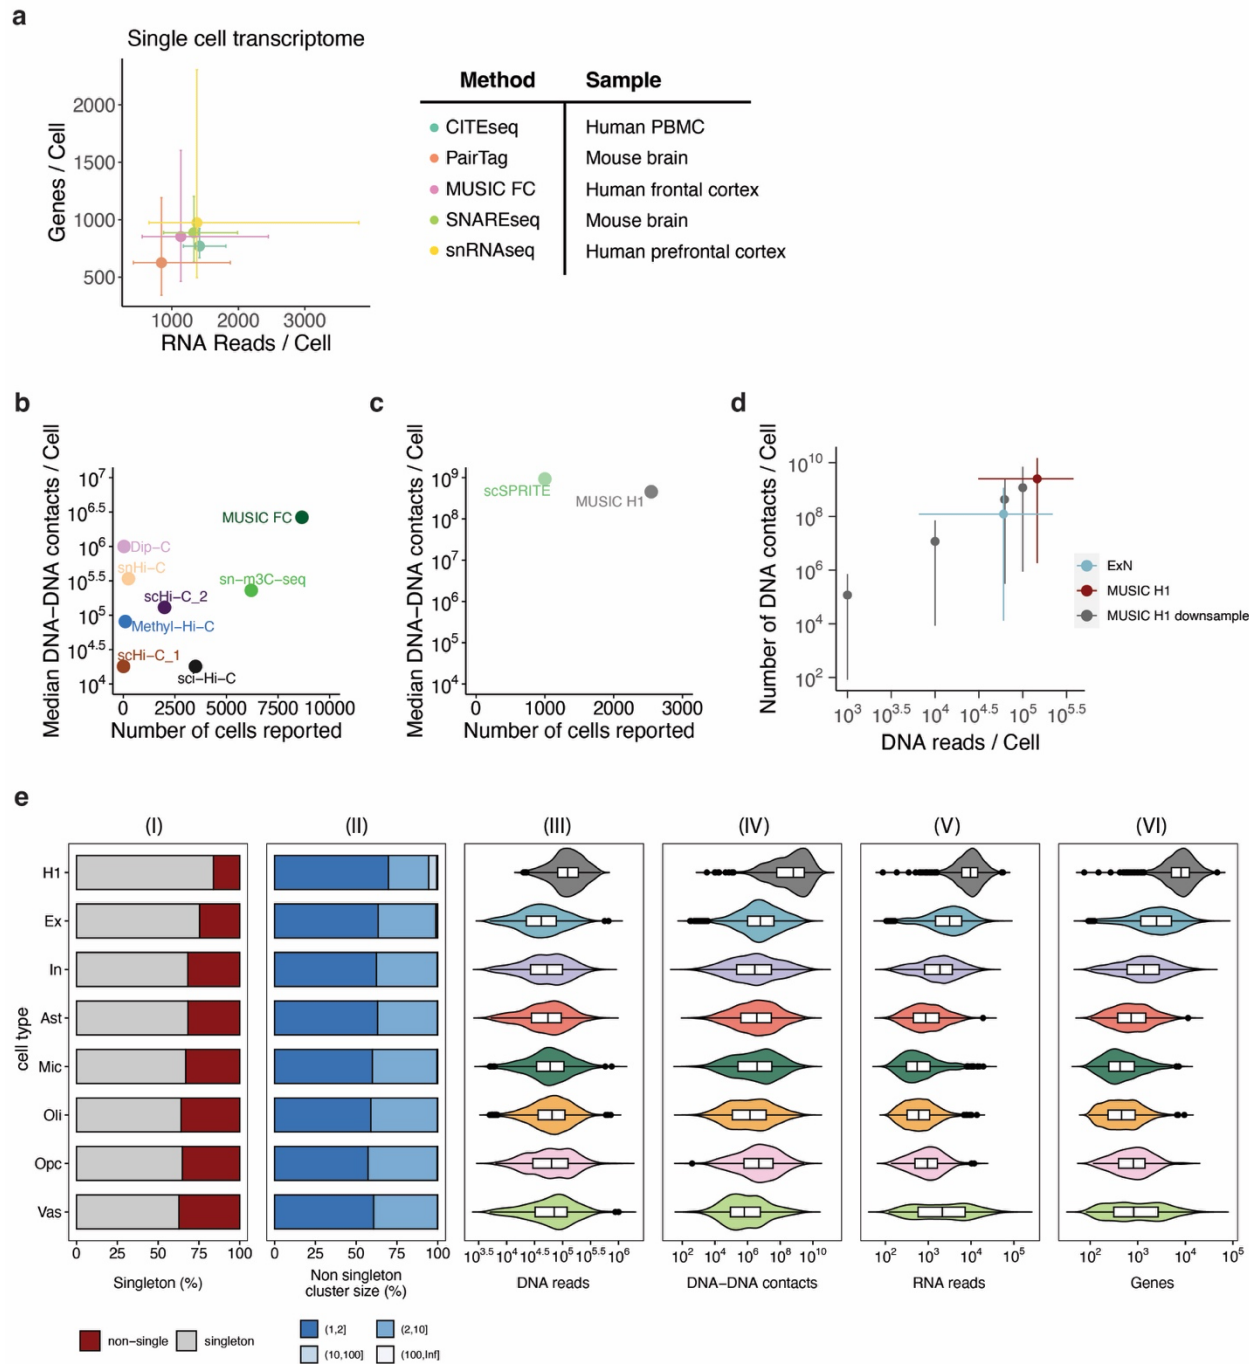 a
Single cell transcriptome
Genes / Cell
2000
1500
1000
500
1000 2000 3000
RNA Reads / Cell
Method Sample
CITEseq Human PBMC
PairTag Mouse brain
MUSIC FC Human frontal cortex
SNAREseq Mouse brain
snRNAseq Human prefrontal cortex
b
Median DNA−DNA contacts / Cell
10^7
10^6.5
10^6
10^5.5
10^5
10^4.5
10^4
MUSIC FC
Dip−C
snHi−C
sn−m3C−seq
scHi−C_2
Methyl−Hi−C
scHi−C_1
sci−Hi−C
0 2500 5000 7500 10000
Number of cells reported
c
Median DNA−DNA contacts / Cell
10^9
10^8
10^7
10^6
10^5
10^4
scSPRITE
MUSIC H1
0 1000 2000 3000
Number of cells reported
d
Number of DNA contacts / Cell
10^10
10^8
10^6
10^4
10^2
10^3 10^3.5 10^4 10^4.5 10^5 10^5.5
DNA reads / Cell
ExN
MUSIC H1
MUSIC H1 downsample
e
(I) (II) (III) (IV) (V) (VI)
cell type
H1
Ex
In
Ast
Mic
Oli
Opc
Vas
0 25 50 75 100
Singleton (%)
non−single singleton
0 25 50 75 100
Non singleton
cluster size (%)
(1,2] (2,10]
(10,100] (100,Inf]
10^3.5 10^4 10^4.5 10^5 10^5.5 10^6
DNA reads
10^2 10^4 10^6 10^8 10^10
DNA−DNA contacts
10^2 10^3 10^4 10^5
RNA reads
10^2 10^3 10^4 10^5
Genes